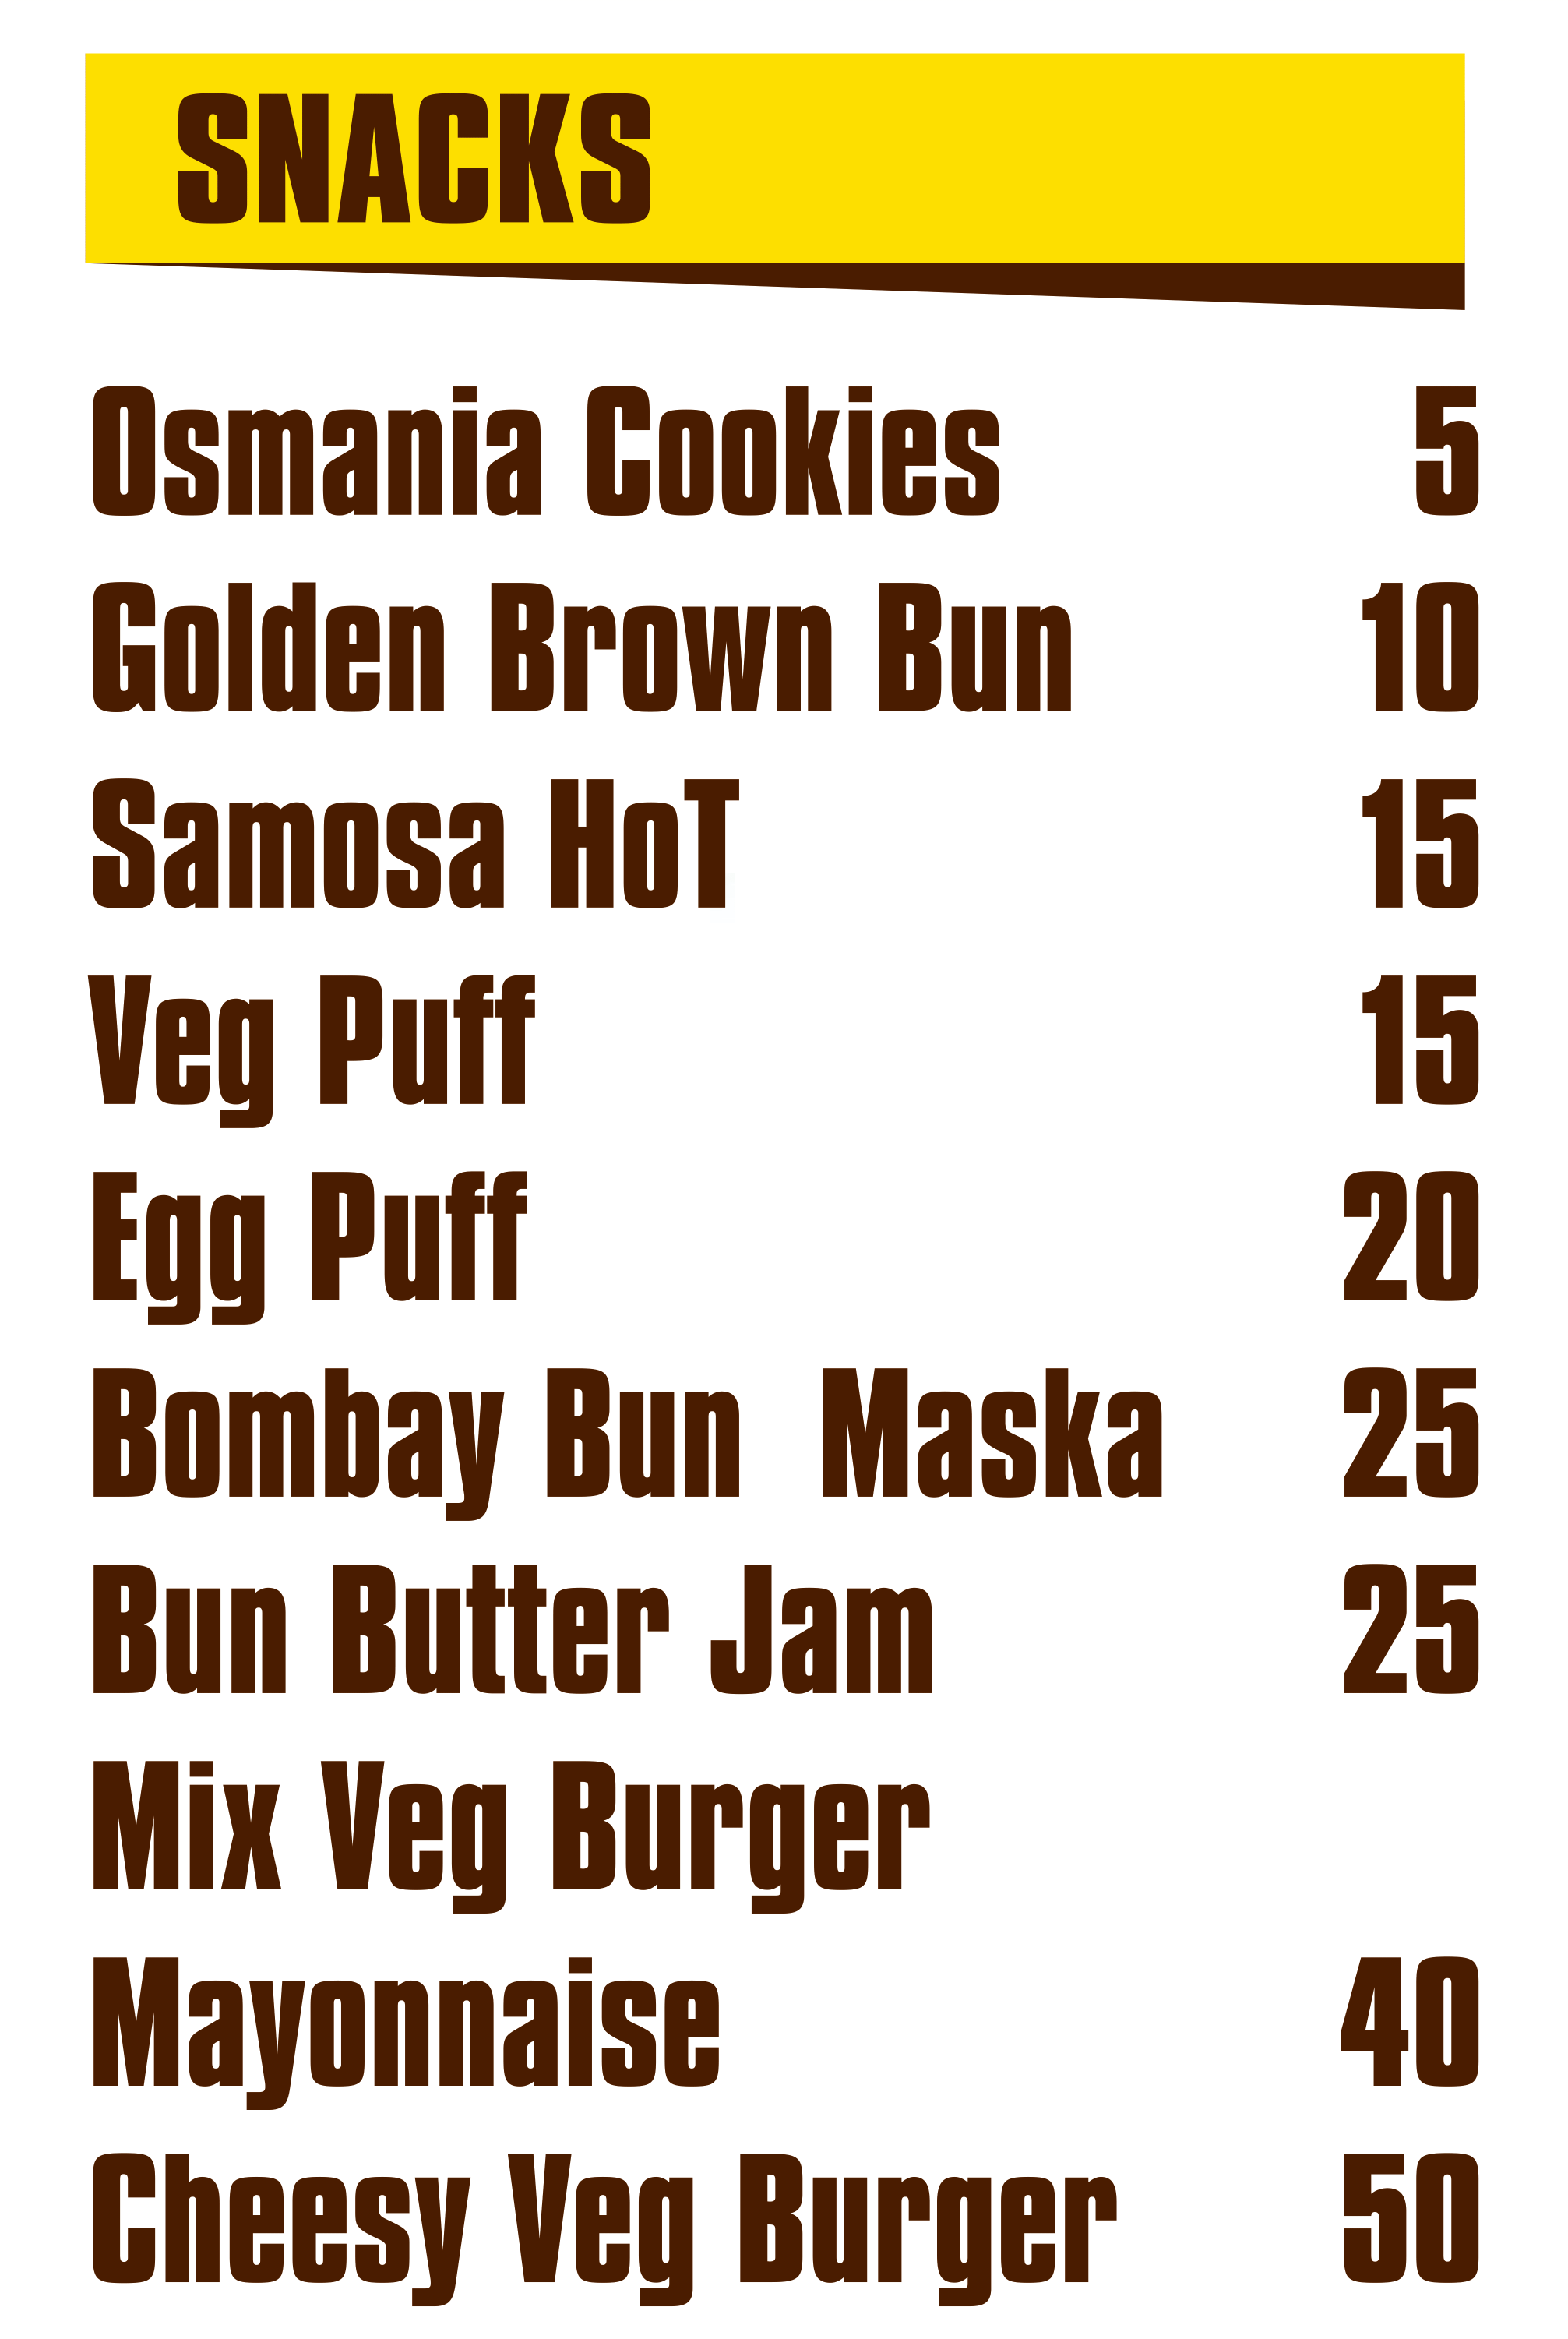 SNACKS
Osmania Cookies 5
Golden Brown Bun 10
Samosa HoT 15
Veg Puff 15
Egg Puff 20
Bombay Bun Maska 25
Bun Butter Jam 25
Mix Veg Burger
Mayonnaise 40
Cheesy Veg Burger 50